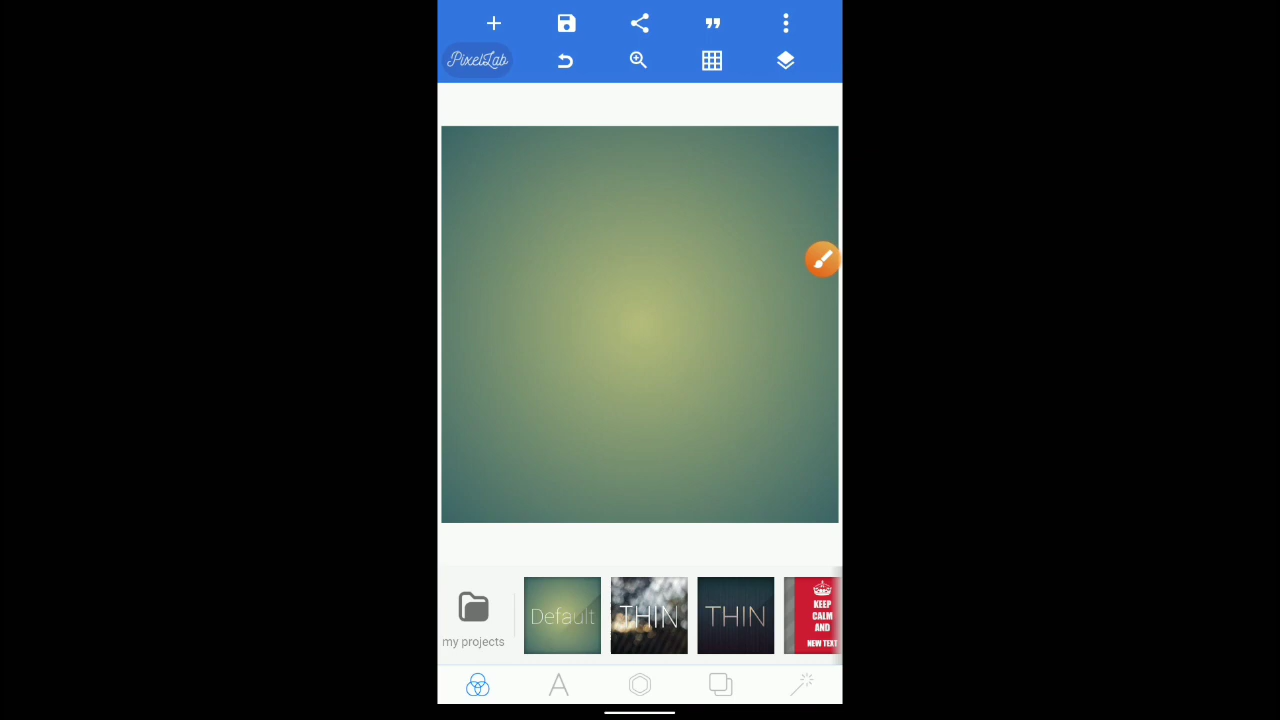 PixelLab
my projects
Default
THIN
THIN
KEEP
CALM
AND
NEW TEXT